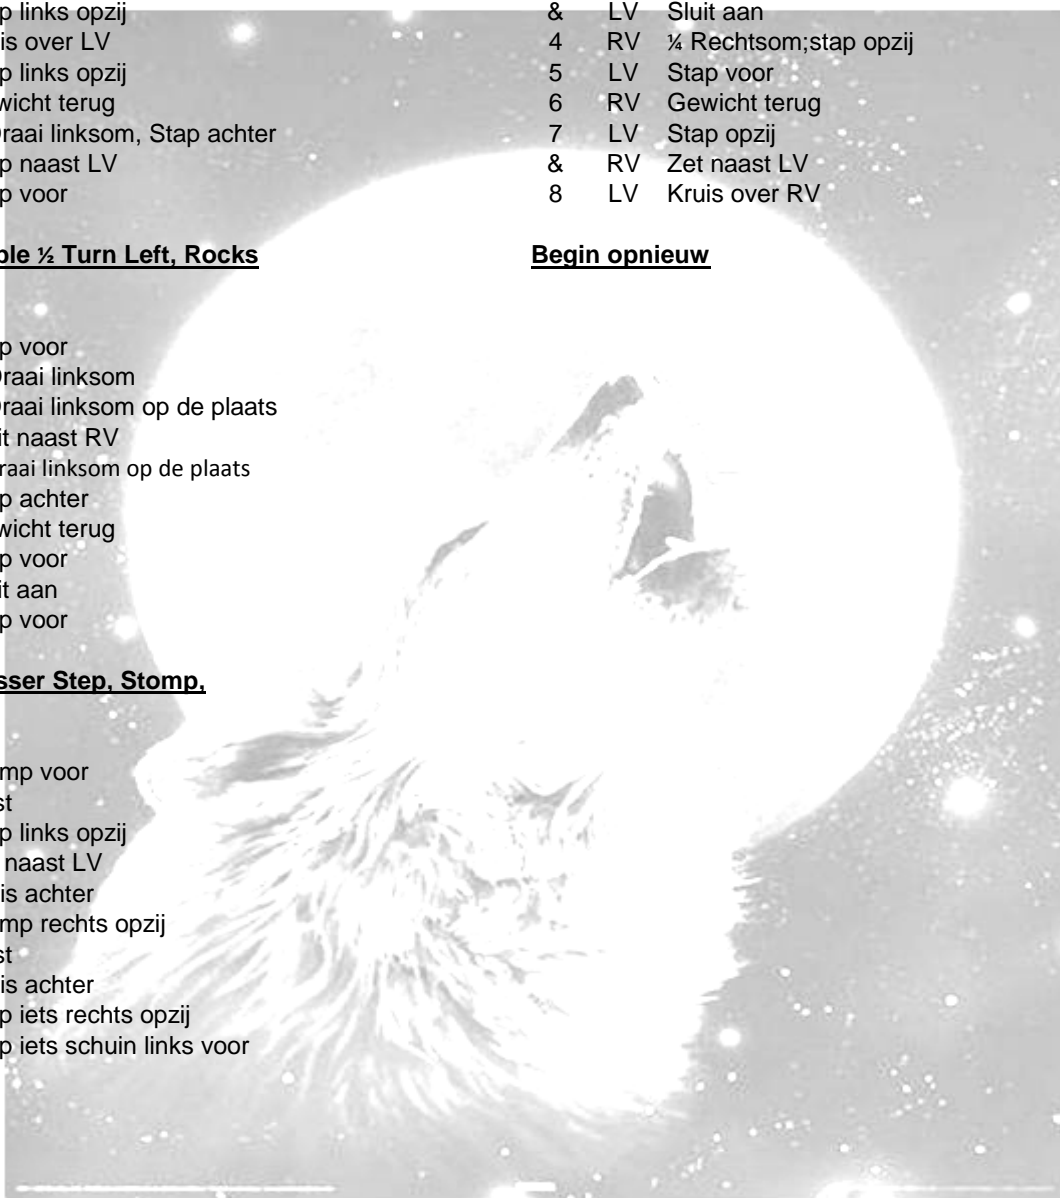 p links opzij
is over LV
p links opzij
wicht terug
raai linksom, Stap achter
p naast LV
p voor
ple ½ Turn Left, Rocks
p voor
raai linksom
raai linksom op de plaats
it naast RV
raai linksom op de plaats
p achter
wicht terug
p voor
it aan
p voor
sser Step, Stomp,
mp voor
st
p links opzij
naast LV
is achter
mp rechts opzij
st
is achter
p iets rechts opzij
p iets schuin links voor
& LV Sluit aan
4 RV ¼ Rechtsom;stap opzij
5 LV Stap voor
6 RV Gewicht terug
7 LV Stap opzij
& RV Zet naast LV
8 LV Kruis over RV
Begin opnieuw